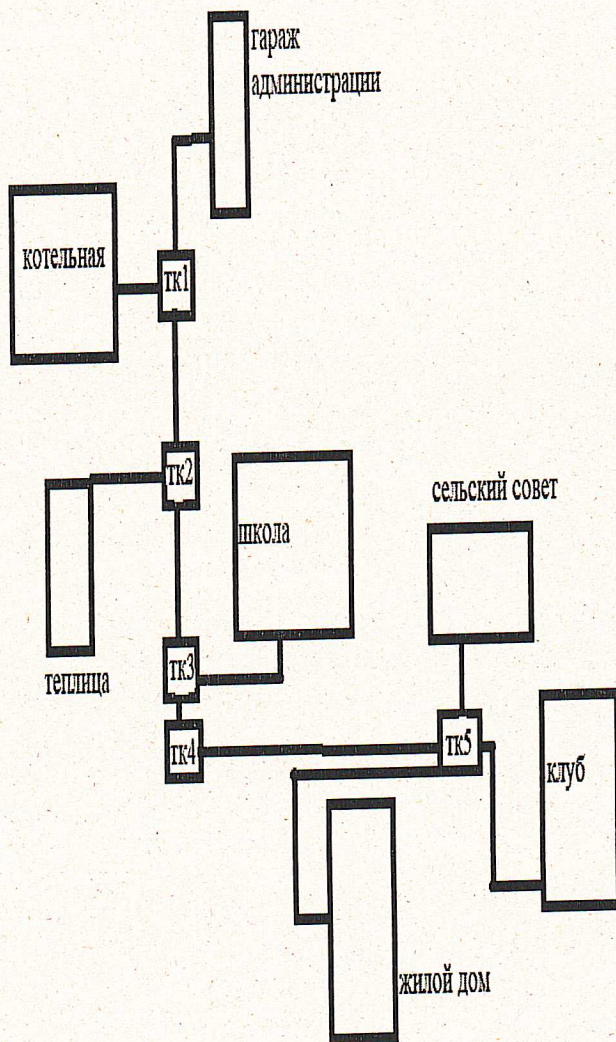 гараж
администрации
котельная
тк1
тк2
школа
сельский совет
теплица
тк3
тк4
тк5
клуб
жилой дом